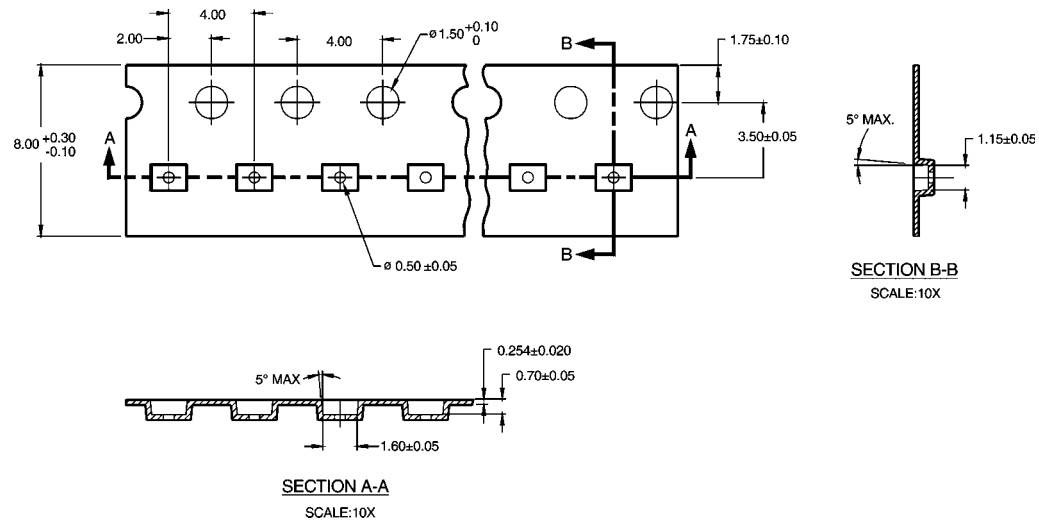 4.00
2.00
4.00
ø 1.50 +0.10
0
B
1.75±0.10
8.00 +0.30
-0.10
A
A
3.50±0.05
5° MAX.
1.15±0.05
B
ø 0.50 ±0.05
SECTION B-B
SCALE:10X
0.254±0.020
0.70±0.05
5° MAX
1.60±0.05
SECTION A-A
SCALE:10X